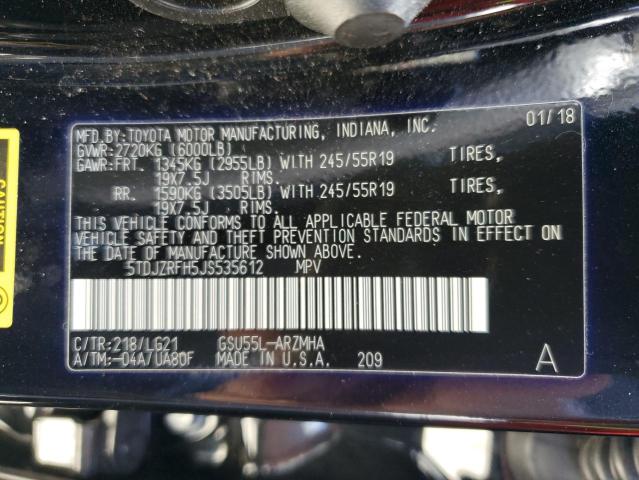 MFD.BY:TOYOTA MOTOR MANUFACTURING, INDIANA, INC. 01/18
GVWR:2720KG (6000LB)
GAWR:FRT. 1345KG (2955LB) WITH 245/55R19 TIRES,
19X7.5J RIMS.
RR. 1590KG (3505LB) WITH 245/55R19 TIRES,
19X7.5J RIMS.
THIS VEHICLE CONFORMS TO ALL APPLICABLE FEDERAL MOTOR
VEHICLE SAFETY AND THEFT PREVENTION STANDARDS IN EFFECT ON
THE DATE OF MANUFACTURE SHOWN ABOVE.
5TDJZRFH5JS535612 MPV
C/TR:218/LG21 GSU55L-ARZMHA
A/TM:-04A/UA80F MADE IN U.S.A. 209 A
CAUTION